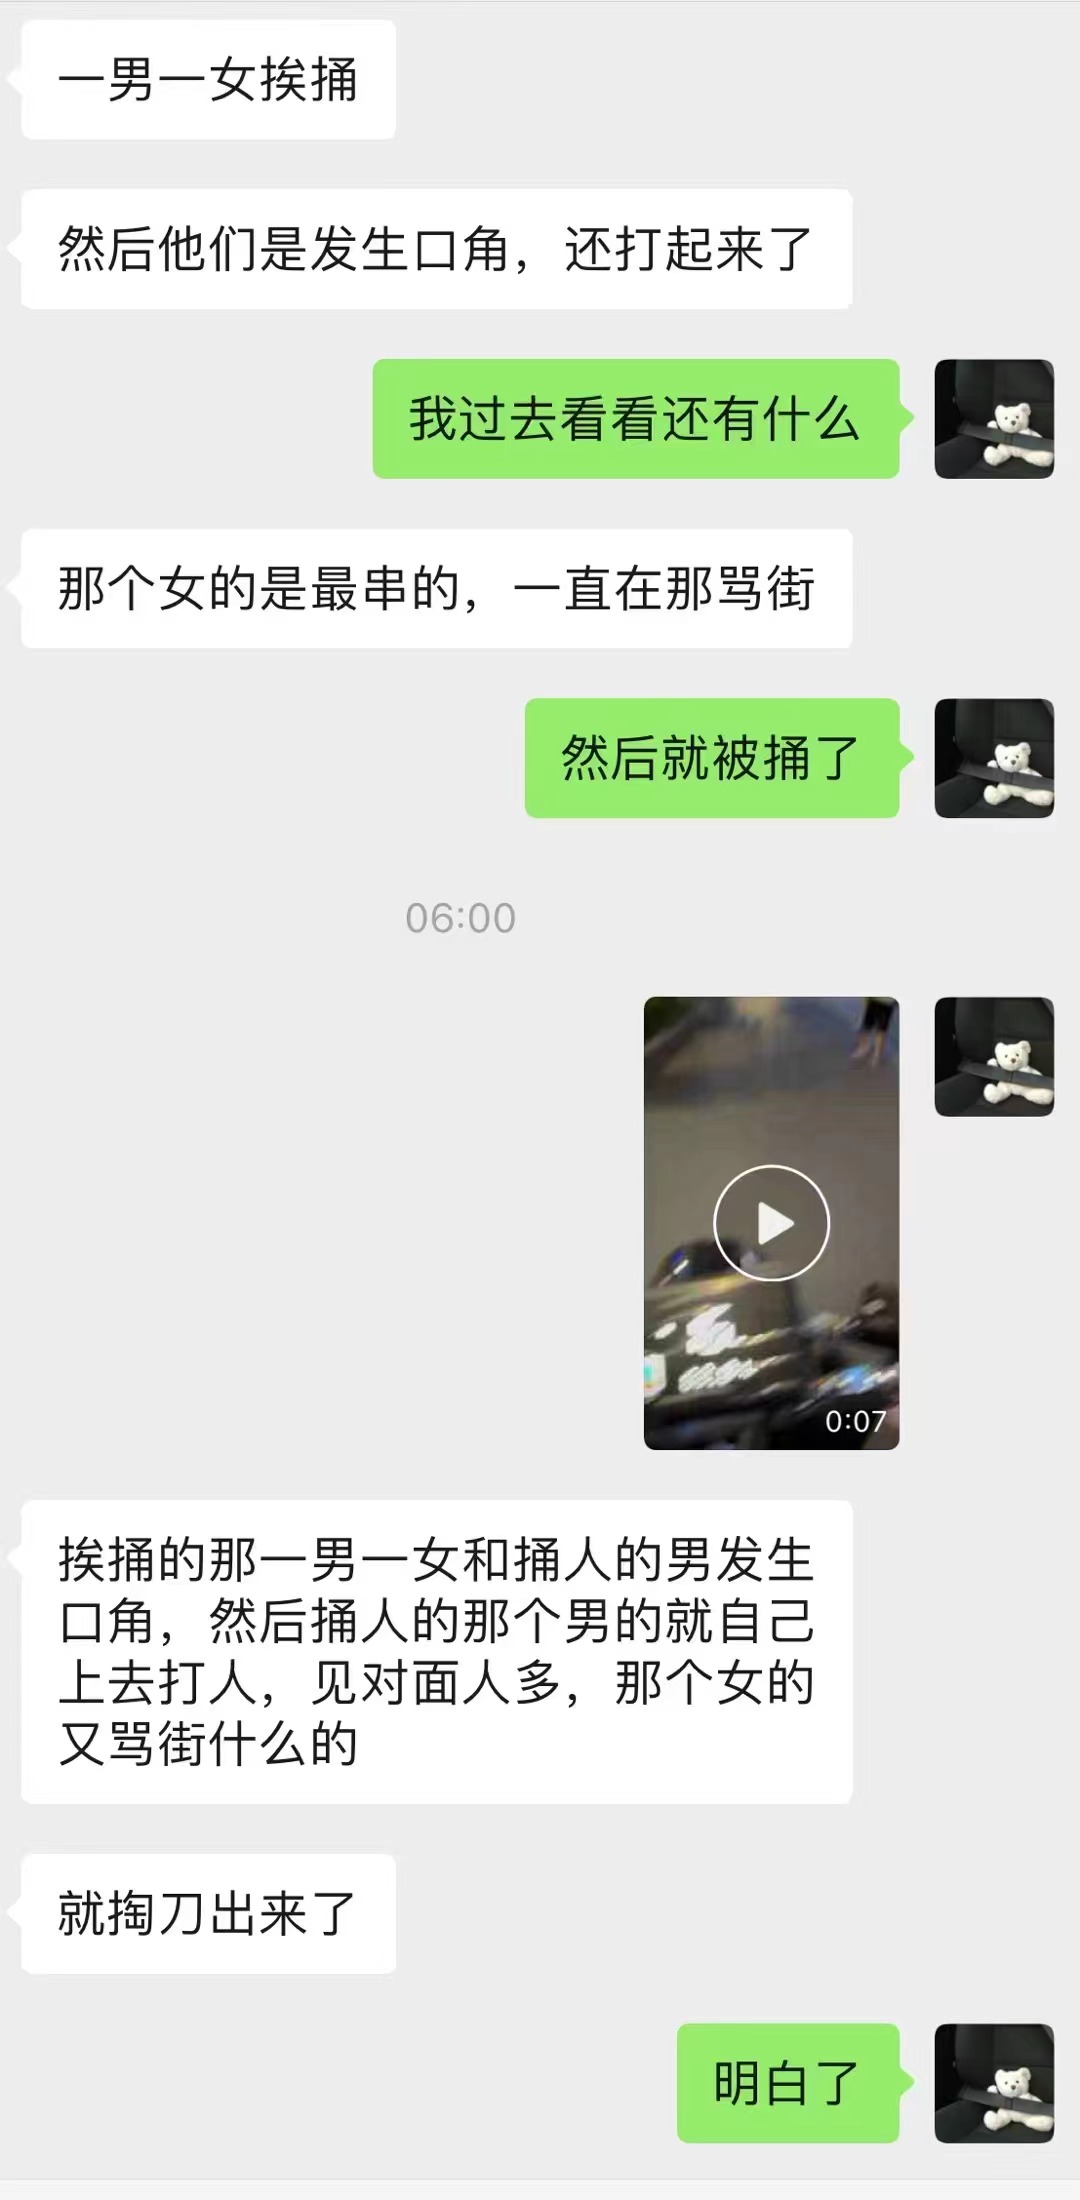 一男一女挨捅
然后他们是发生口角，还打起来了
我过去看看还有什么
那个女的是最串的，一直在那骂街
然后就被捅了
06:00
0:07
挨捅的那一男一女和捅人的男发生
口角，然后捅人的那个男的就自己
上去打人，见对面人多，那个女的
又骂街什么的
就掏刀出来了
明白了